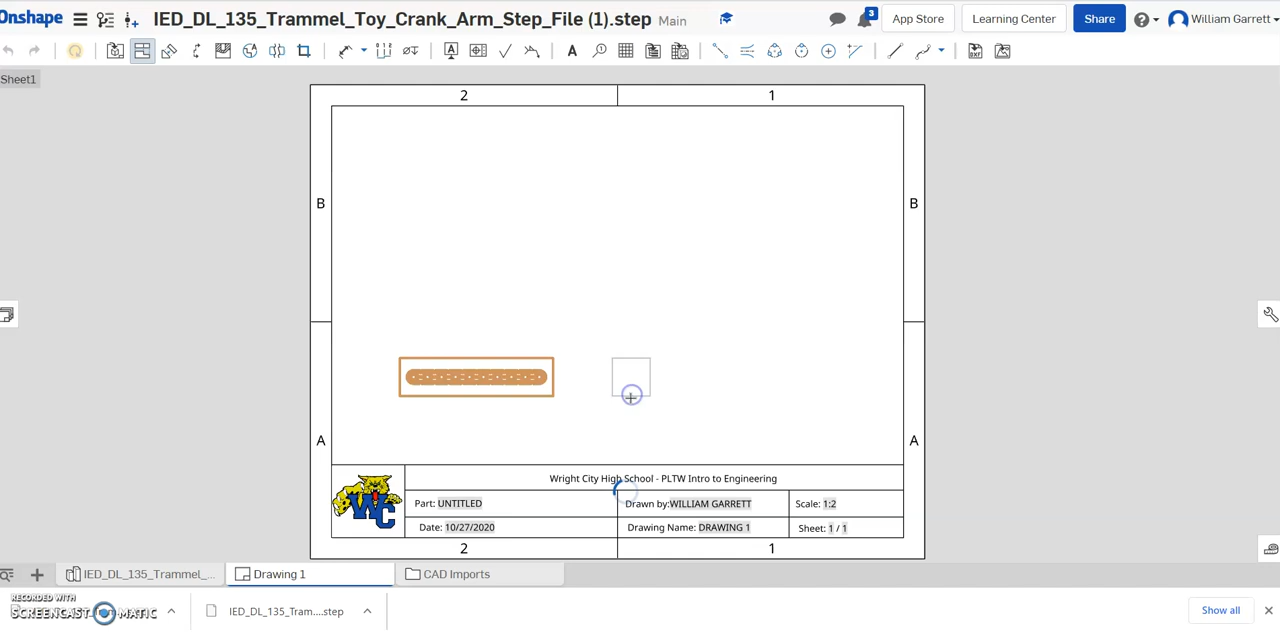 Onshape
IED_DL_135_Trammel_Toy_Crank_Arm_Step_File (1).step Main
3
App Store
Learning Center
Share
William Garrett
Sheet1
2 1
B B
A A
WC
Wright City High School - PLTW Intro to Engineering
Part: UNTITLED
Drawn by:WILLIAM GARRETT
Scale: 1:2
Date: 10/27/2020
Drawing Name: DRAWING 1
Sheet: 1 / 1
2 1
IED_DL_135_Trammel_...
Drawing 1
CAD Imports
RECORDED WITH
SCREENCAST MATIC
IED_DL_135_Tram....step
Show all